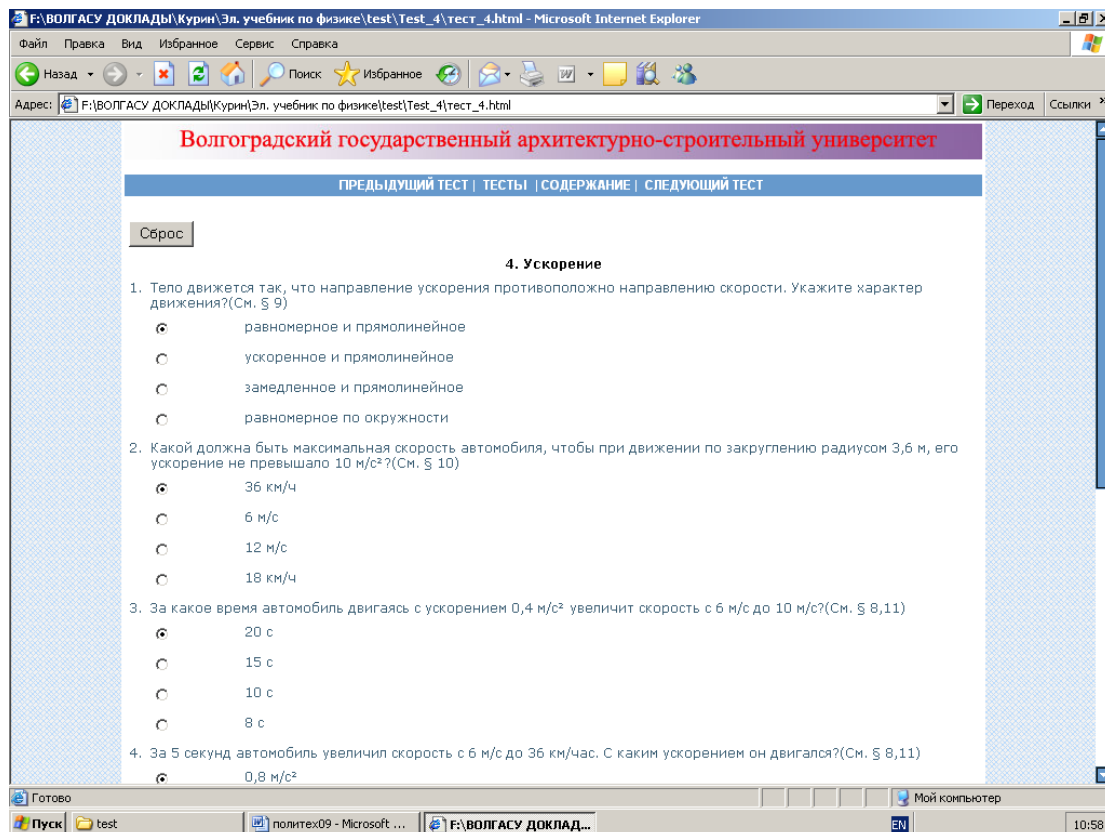 F:\ВОЛГАСУ ДОКЛАДЫ\Курин\Эл. учебник по физике\test\Test_4\тест_4.html - Microsoft Internet Explorer
Файл Правка Вид Избранное Сервис Справка
Назад Поиск Избранное
Адрес: F:\ВОЛГАСУ ДОКЛАДЫ\Курин\Эл. учебник по физике\test\Test_4\тест_4.html Переход Ссылки »
Волгоградский государственный архитектурно-строительный университет
ПРЕДЫДУЩИЙ ТЕСТ | ТЕСТЫ | СОДЕРЖАНИЕ | СЛЕДУЮЩИЙ ТЕСТ
Сброс
4. Ускорение
1. Тело движется так, что направление ускорения противоположно направлению скорости. Укажите характер
движения?(См. § 9)
равномерное и прямолинейное
ускоренное и прямолинейное
замедленное и прямолинейное
равномерное по окружности
2. Какой должна быть максимальная скорость автомобиля, чтобы при движении по закруглению радиусом 3,6 м, его
ускорение не превышало 10 м/с²?(См. § 10)
36 км/ч
6 м/с
12 м/с
18 км/ч
3. За какое время автомобиль двигаясь с ускорением 0,4 м/с² увеличит скорость с 6 м/с до 10 м/с?(См. § 8,11)
20 с
15 с
10 с
8 с
4. За 5 секунд автомобиль увеличил скорость с 6 м/с до 36 км/час. С каким ускорением он двигался?(См. § 8,11)
0,8 м/с²
Готово Мой компьютер
Пуск test политех09 - Microsoft ... F:\ВОЛГАСУ ДОКЛАД... EN 10:58